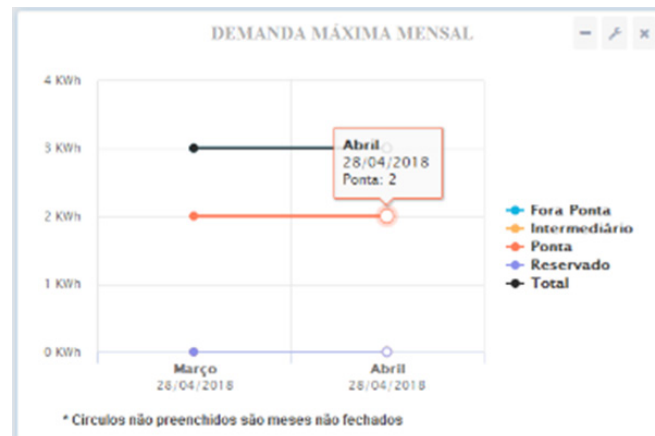 DEMANDA MÁXIMA MENSAL
4 KWh
3 KWh
2 KWh
1 KWh
0 KWh
Abril
28/04/2018
Ponta: 2
Fora Ponta
Intermediário
Ponta
Reservado
Total
Março
28/04/2018
Abril
28/04/2018
* Círculos não preenchidos são meses não fechados